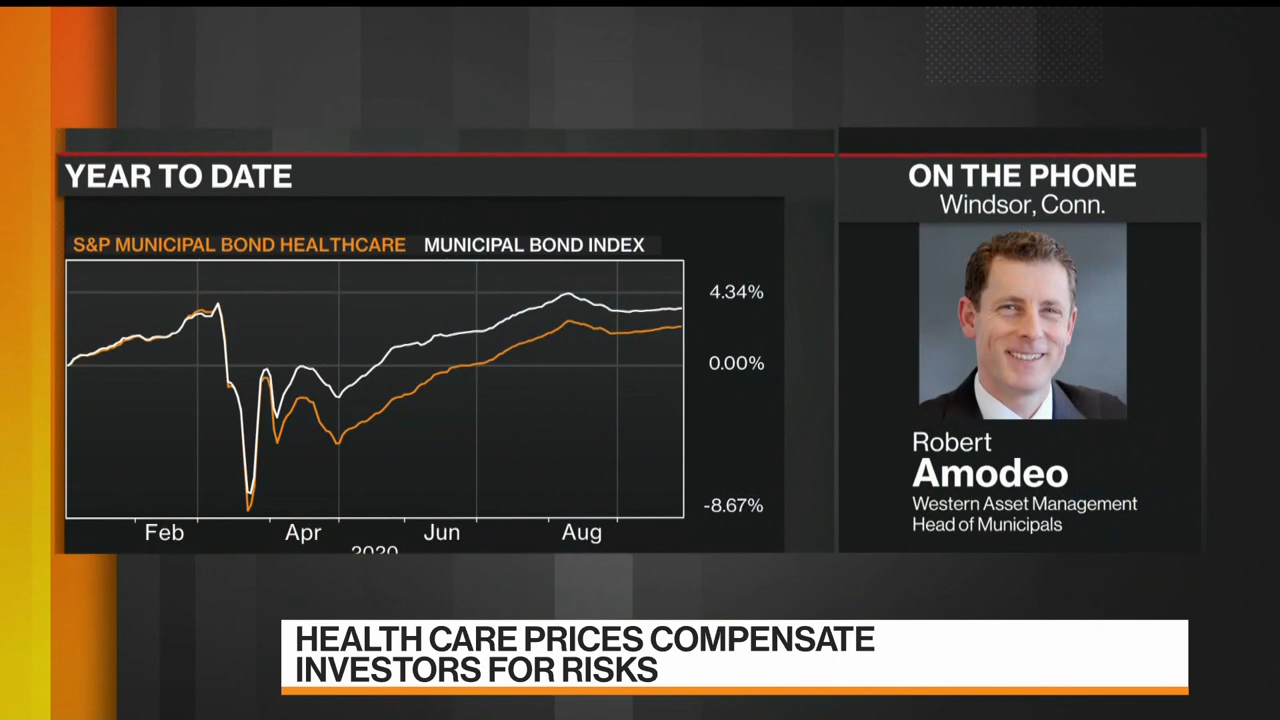 YEAR TO DATE
S&P MUNICIPAL BOND HEALTHCARE MUNICIPAL BOND INDEX
4.34%
0.00%
-8.67%
Feb Apr Jun Aug
2020
ON THE PHONE
Windsor, Conn.
Robert
Amodeo
Western Asset Management
Head of Municipals
HEALTH CARE PRICES COMPENSATE
INVESTORS FOR RISKS